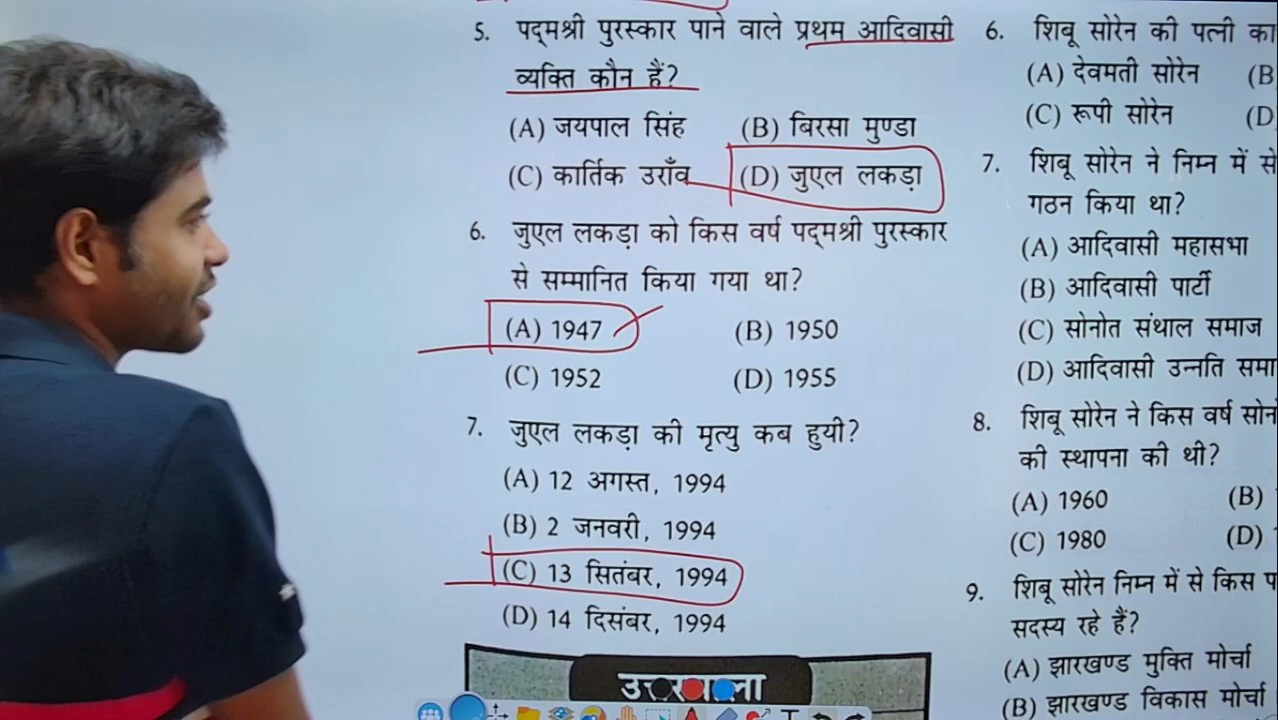 5. पद्मश्री पुरस्कार पाने वाले प्रथम आदिवासी
व्यक्ति कौन हैं?
(A) जयपाल सिंह (B) बिरसा मुण्डा
(C) कार्तिक उराँव (D) जुएल लकड़ा
6. जुएल लकड़ा को किस वर्ष पद्मश्री पुरस्कार
से सम्मानित किया गया था?
(A) 1947 (B) 1950
(C) 1952 (D) 1955
7. जुएल लकड़ा की मृत्यु कब हुयी?
(A) 12 अगस्त, 1994
(B) 2 जनवरी, 1994
(C) 13 सितंबर, 1994
(D) 14 दिसंबर, 1994
6. शिबू सोरेन की पत्नी का
(A) देवमती सोरेन (B
(C) रूपी सोरेन (D
7. शिबू सोरेन ने निम्न में से
गठन किया था?
(A) आदिवासी महासभा
(B) आदिवासी पार्टी
(C) सोनोत संथाल समाज
(D) आदिवासी उन्नति समा
8. शिबू सोरेन ने किस वर्ष सोन
की स्थापना की थी?
(A) 1960 (B)
(C) 1980 (D)
9. शिबू सोरेन निम्न में से किस प
सदस्य रहे हैं?
(A) झारखण्ड मुक्ति मोर्चा
(B) झारखण्ड विकास मोर्चा